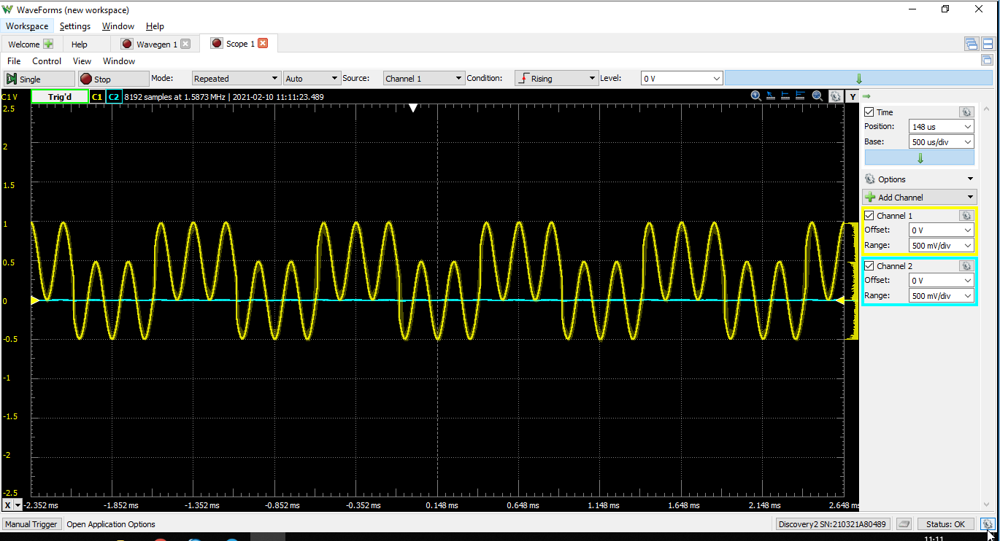 WaveForms (new workspace)
Workspace Settings Window Help
Welcome Help Wavegen 1 Scope 1
File Control View Window
Single Stop Mode: Repeated Auto Source: Channel 1 Condition: Rising Level: 0 V
C1 V Trig'd C1 C2 8192 samples at 1.5873 MHz | 2021-02-10 11:11:23.489 Y
2.5
2
1.5
1
0.5
0
-0.5
-1
-1.5
-2
-2.5
X -2.352 ms -1.852 ms -1.352 ms -0.852 ms -0.352 ms 0.148 ms 0.648 ms 1.148 ms 1.648 ms 2.148 ms 2.648 ms
Time
Position: 148 us
Base: 500 us/div
Options
Add Channel
Channel 1
Offset: 0 V
Range: 500 mV/div
Channel 2
Offset: 0 V
Range: 500 mV/div
Manual Trigger Open Application Options Discovery2 SN:210321A80489 Status: OK
11:11